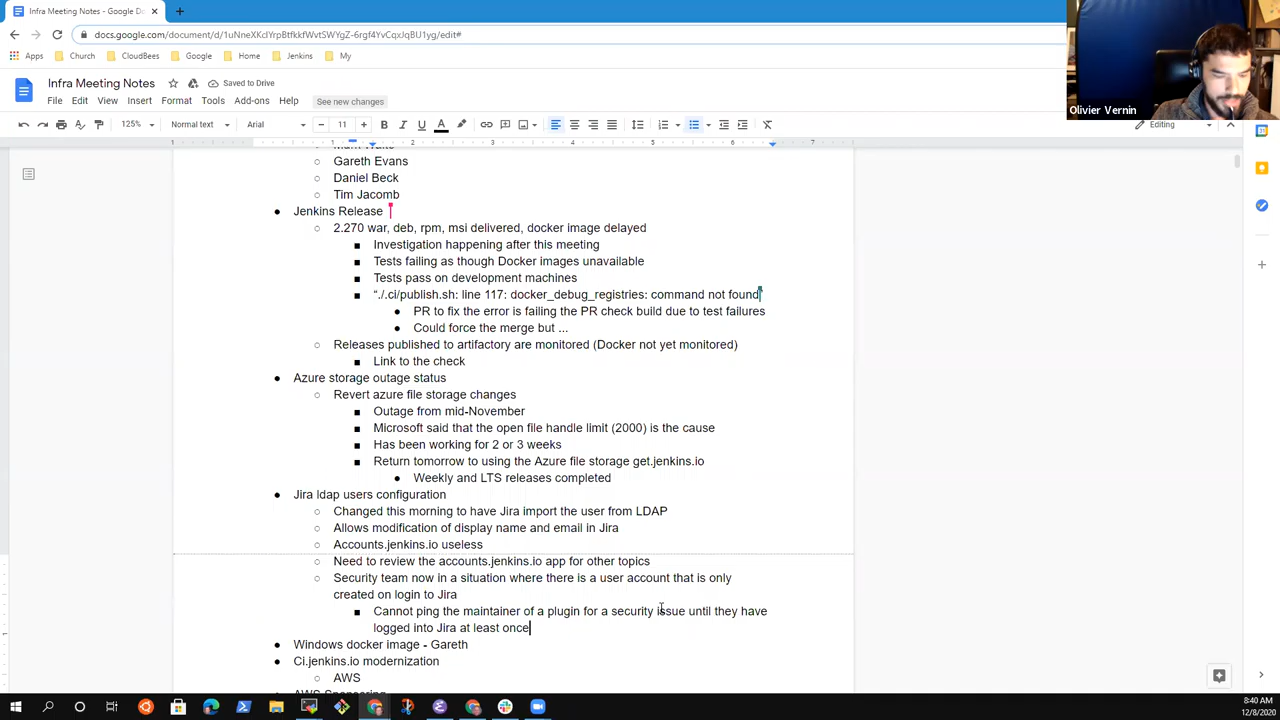 Infra Meeting Notes - Google Do
docs.google.com/document/d/1uNneXKcIYrpBtfkkfWvtSWYgZ-6rgf4YvCqxJqBU1yg/edit#
Apps Church CloudBees Google Home Jenkins My
Infra Meeting Notes Saved to Drive
File Edit View Insert Format Tools Add-ons Help See new changes
125% Normal text Arial 11 Editing
Olivier Vernin
1 1 2 3 4 5 6 7
Mark Waite
Gareth Evans
Daniel Beck
Tim Jacomb
Jenkins Release
2.270 war, deb, rpm, msi delivered, docker image delayed
Investigation happening after this meeting
Tests failing as though Docker images unavailable
Tests pass on development machines
“./.ci/publish.sh: line 117: docker_debug_registries: command not found”
PR to fix the error is failing the PR check build due to test failures
Could force the merge but ...
Releases published to artifactory are monitored (Docker not yet monitored)
Link to the check
Azure storage outage status
Revert azure file storage changes
Outage from mid-November
Microsoft said that the open file handle limit (2000) is the cause
Has been working for 2 or 3 weeks
Return tomorrow to using the Azure file storage get.jenkins.io
Weekly and LTS releases completed
Jira ldap users configuration
Changed this morning to have Jira import the user from LDAP
Allows modification of display name and email in Jira
Accounts.jenkins.io useless
Need to review the accounts.jenkins.io app for other topics
Security team now in a situation where there is a user account that is only
created on login to Jira
Cannot ping the maintainer of a plugin for a security issue until they have
logged into Jira at least once
Windows docker image - Gareth
Ci.jenkins.io modernization
AWS
AWS Sponsoring
8:40 AM
12/8/2020